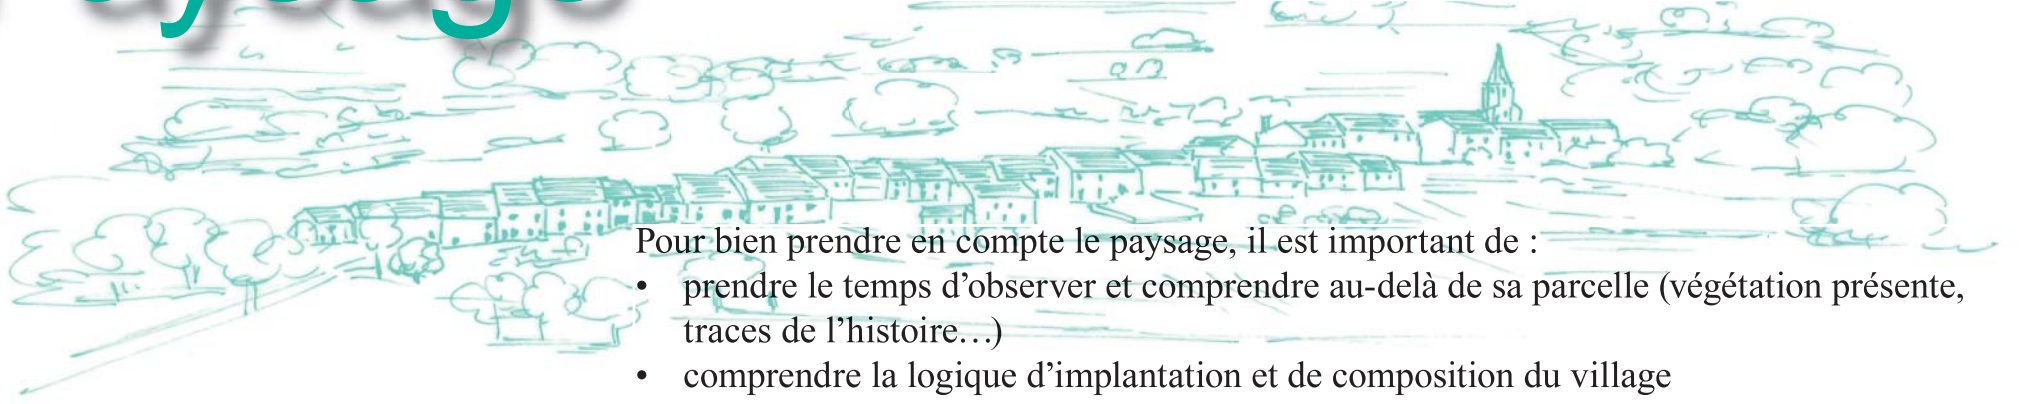 Paysage
Pour bien prendre en compte le paysage, il est important de :
• prendre le temps d’observer et comprendre au-delà de sa parcelle (végétation présente,
traces de l’histoire…)
• comprendre la logique d’implantation et de composition du village